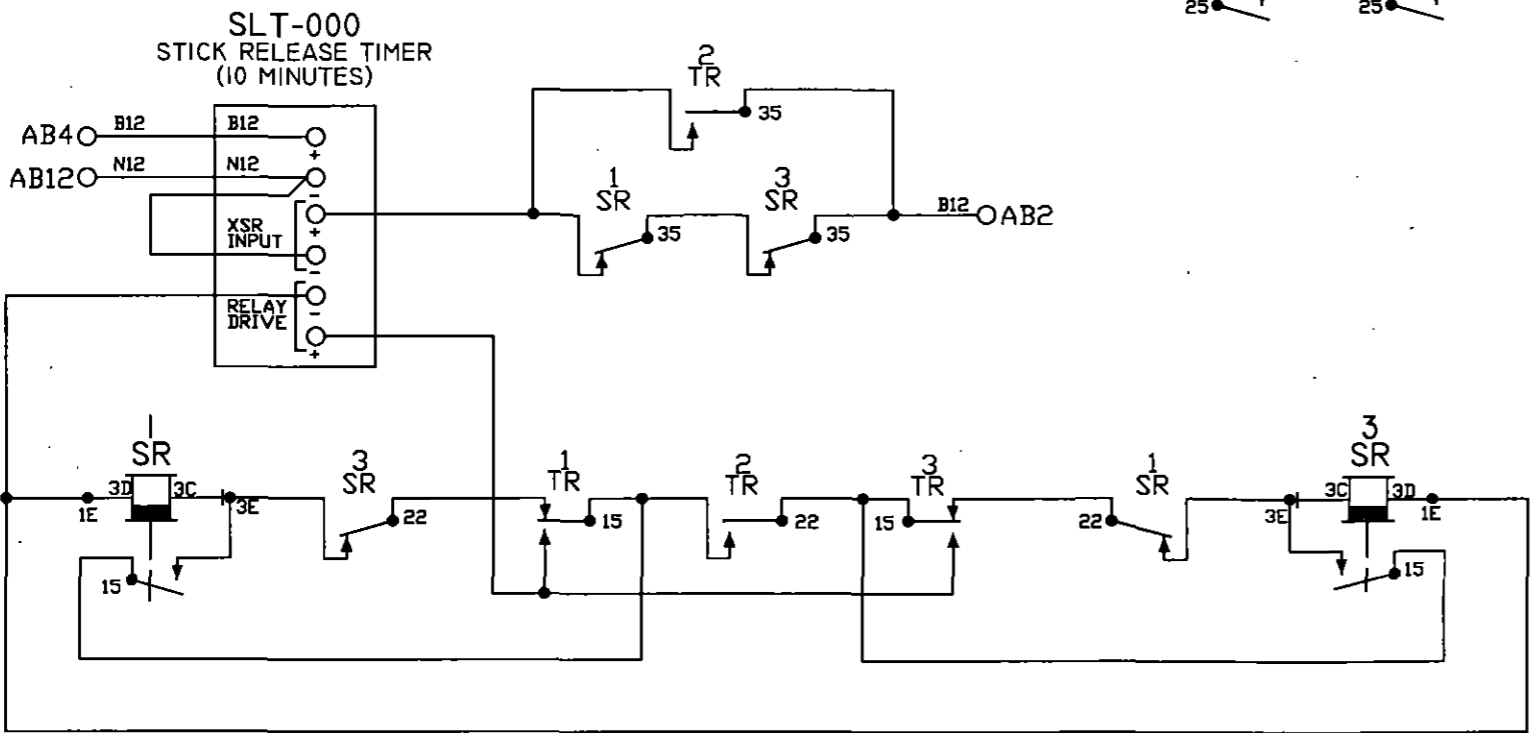 25
25
SLT-000
STICK RELEASE TIMER
(10 MINUTES)
2
TR
35
AB4
B12
B12
+
AB12
N12
N12
-
XSR
INPUT
+
-
RELAY
DRIVE
-
+
1
SR
35
3
SR
35
B12
AB2
SR
3D
3C
1E
3E
15
3
SR
22
1
TR
15
2
TR
22
3
TR
15
1
SR
22
3
SR
3C
3D
3E
1E
15